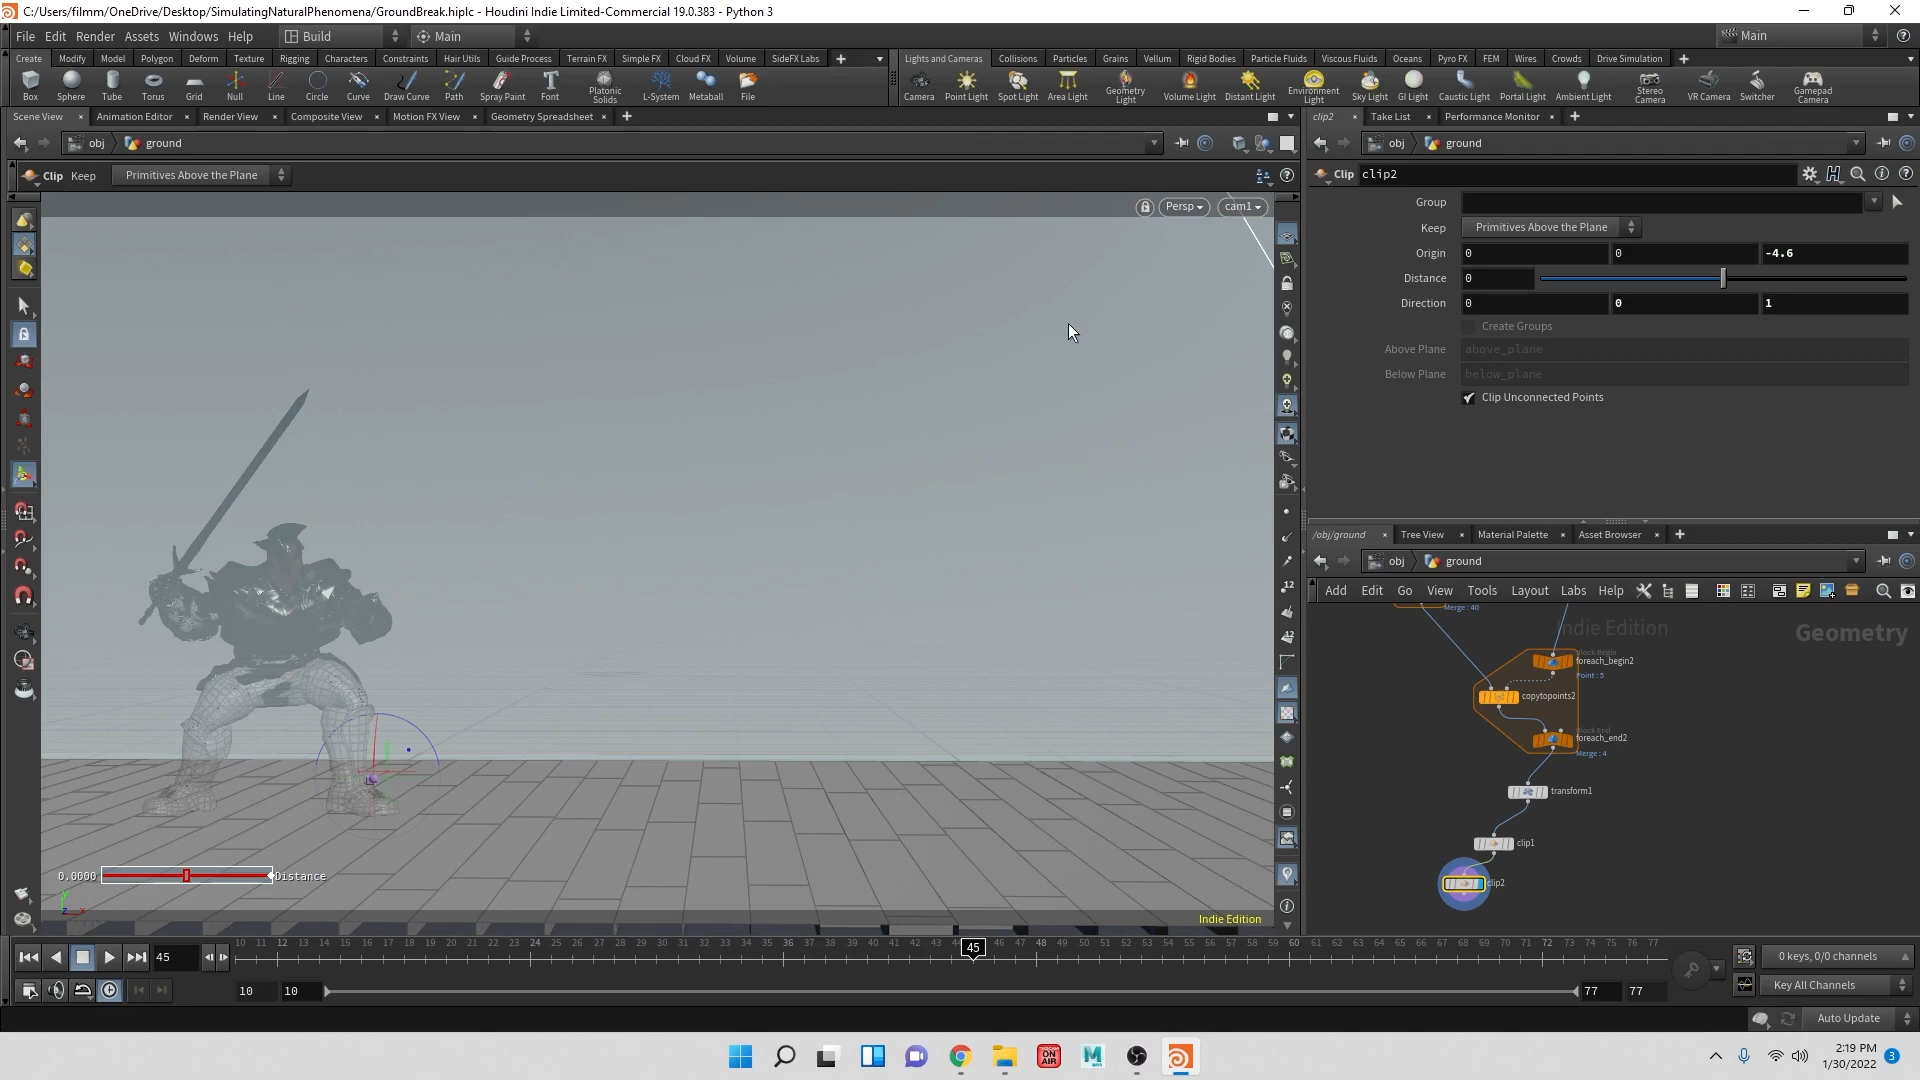 C:/Users/filmm/OneDrive/Desktop/SimulatingNaturalPhenomena/GroundBreak.hiplc - Houdini Indie Limited-Commercial 19.0.383 - Python 3
File Edit Render Assets Windows Help Build Main Main
Create Modify Model Polygon Deform Texture Rigging Characters Constraints Hair Utils Guide Process Terrain FX Simple FX Cloud FX Volume SideFX Labs
Lights and Cameras Collisions Particles Grains Vellum Rigid Bodies Particle Fluids Viscous Fluids Oceans Pyro FX FEM Wires Crowds Drive Simulation
Box Sphere Tube Torus Grid Null Line Circle Curve Draw Curve Path Spray Paint Font Platonic Solids L-System Metaball File
Camera Point Light Spot Light Area Light Geometry Light Volume Light Distant Light Environment Light Sky Light GI Light Caustic Light Portal Light Ambient Light Stereo Camera VR Camera Switcher Gamepad Camera
Scene View Animation Editor Render View Composite View Motion FX View Geometry Spreadsheet
obj ground
Clip Keep Primitives Above the Plane
Persp cam1
0.0000 Distance
Indie Edition
clip2 Take List Performance Monitor
obj ground
Clip clip2
Group
Keep Primitives Above the Plane
Origin 0 0 -4.6
Distance 0
Direction 0 0 1
Create Groups
Above Plane above_plane
Below Plane below_plane
Clip Unconnected Points
/obj/ground Tree View Material Palette Asset Browser
obj ground
Add Edit Go View Tools Layout Labs Help
Merge : 40
Indie Edition
Geometry
Block Begin
foreach_begin2
Point : 5
copytopoints2
Block End
foreach_end2
Merge : 4
transform1
clip1
clip2
10 11 12 13 14 15 16 17 18 19 20 21 22 23 24 25 26 27 28 29 30 31 32 33 34 35 36 37 38 39 40 41 42 43 45 46 47 48 49 50 51 52 53 54 55 56 57 58 59 60 61 62 63 64 65 66 67 68 69 70 71 72 73 74 75 76 77
45
0 keys, 0/0 channels
10 10 77 77
Key All Channels
Auto Update
ON AIR
M
2:19 PM
1/30/2022
3